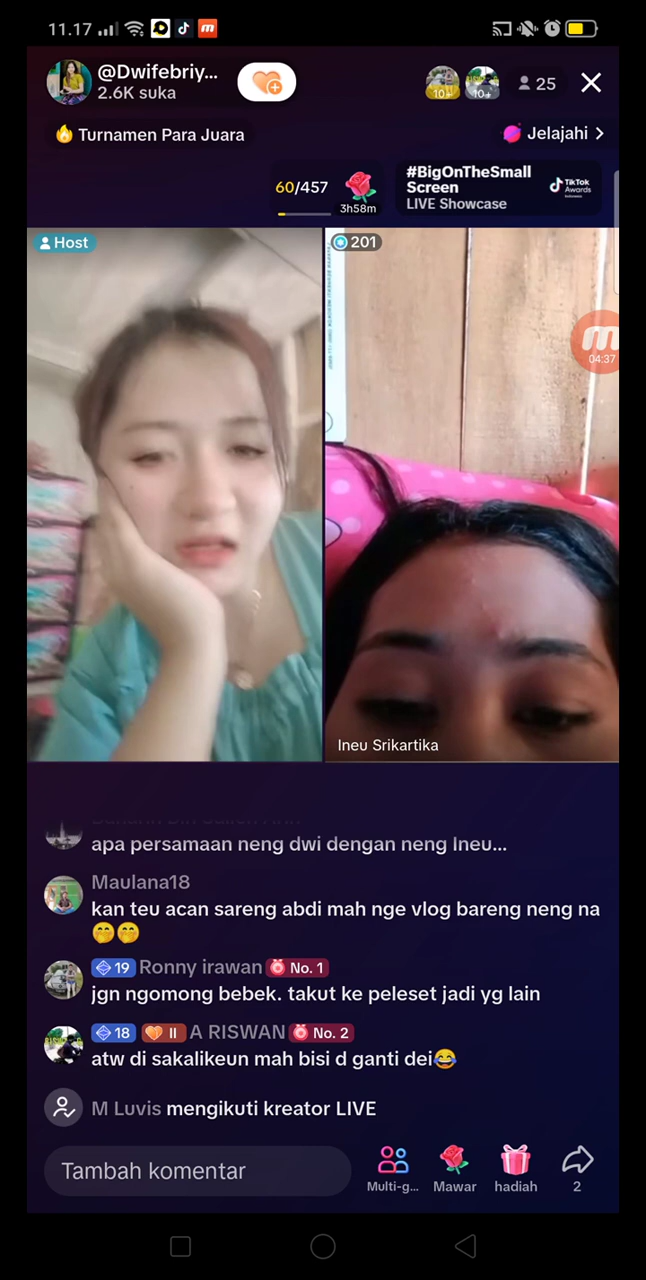 11.17
@Dwifebriy...
2.6K suka
10+
10+
25
Turnamen Para Juara
Jelajahi >
60/457
3h58m
#BigOnTheSmall
Screen
LIVE Showcase
TikTok
Awards
Host
201
04:37
Ineu Srikartika
apa persamaan neng dwi dengan neng Ineu...
Maulana18
kan teu acan sareng abdi mah nge vlog bareng neng na
🤭🤭
19 Ronny irawan No. 1
jgn ngomong bebek. takut ke peleset jadi yg lain
18 II A RISWAN No. 2
atw di sakalikeun mah bisi d ganti dei😂
M Luvis mengikuti kreator LIVE
Tambah komentar
Multi-g...
Mawar
hadiah
2